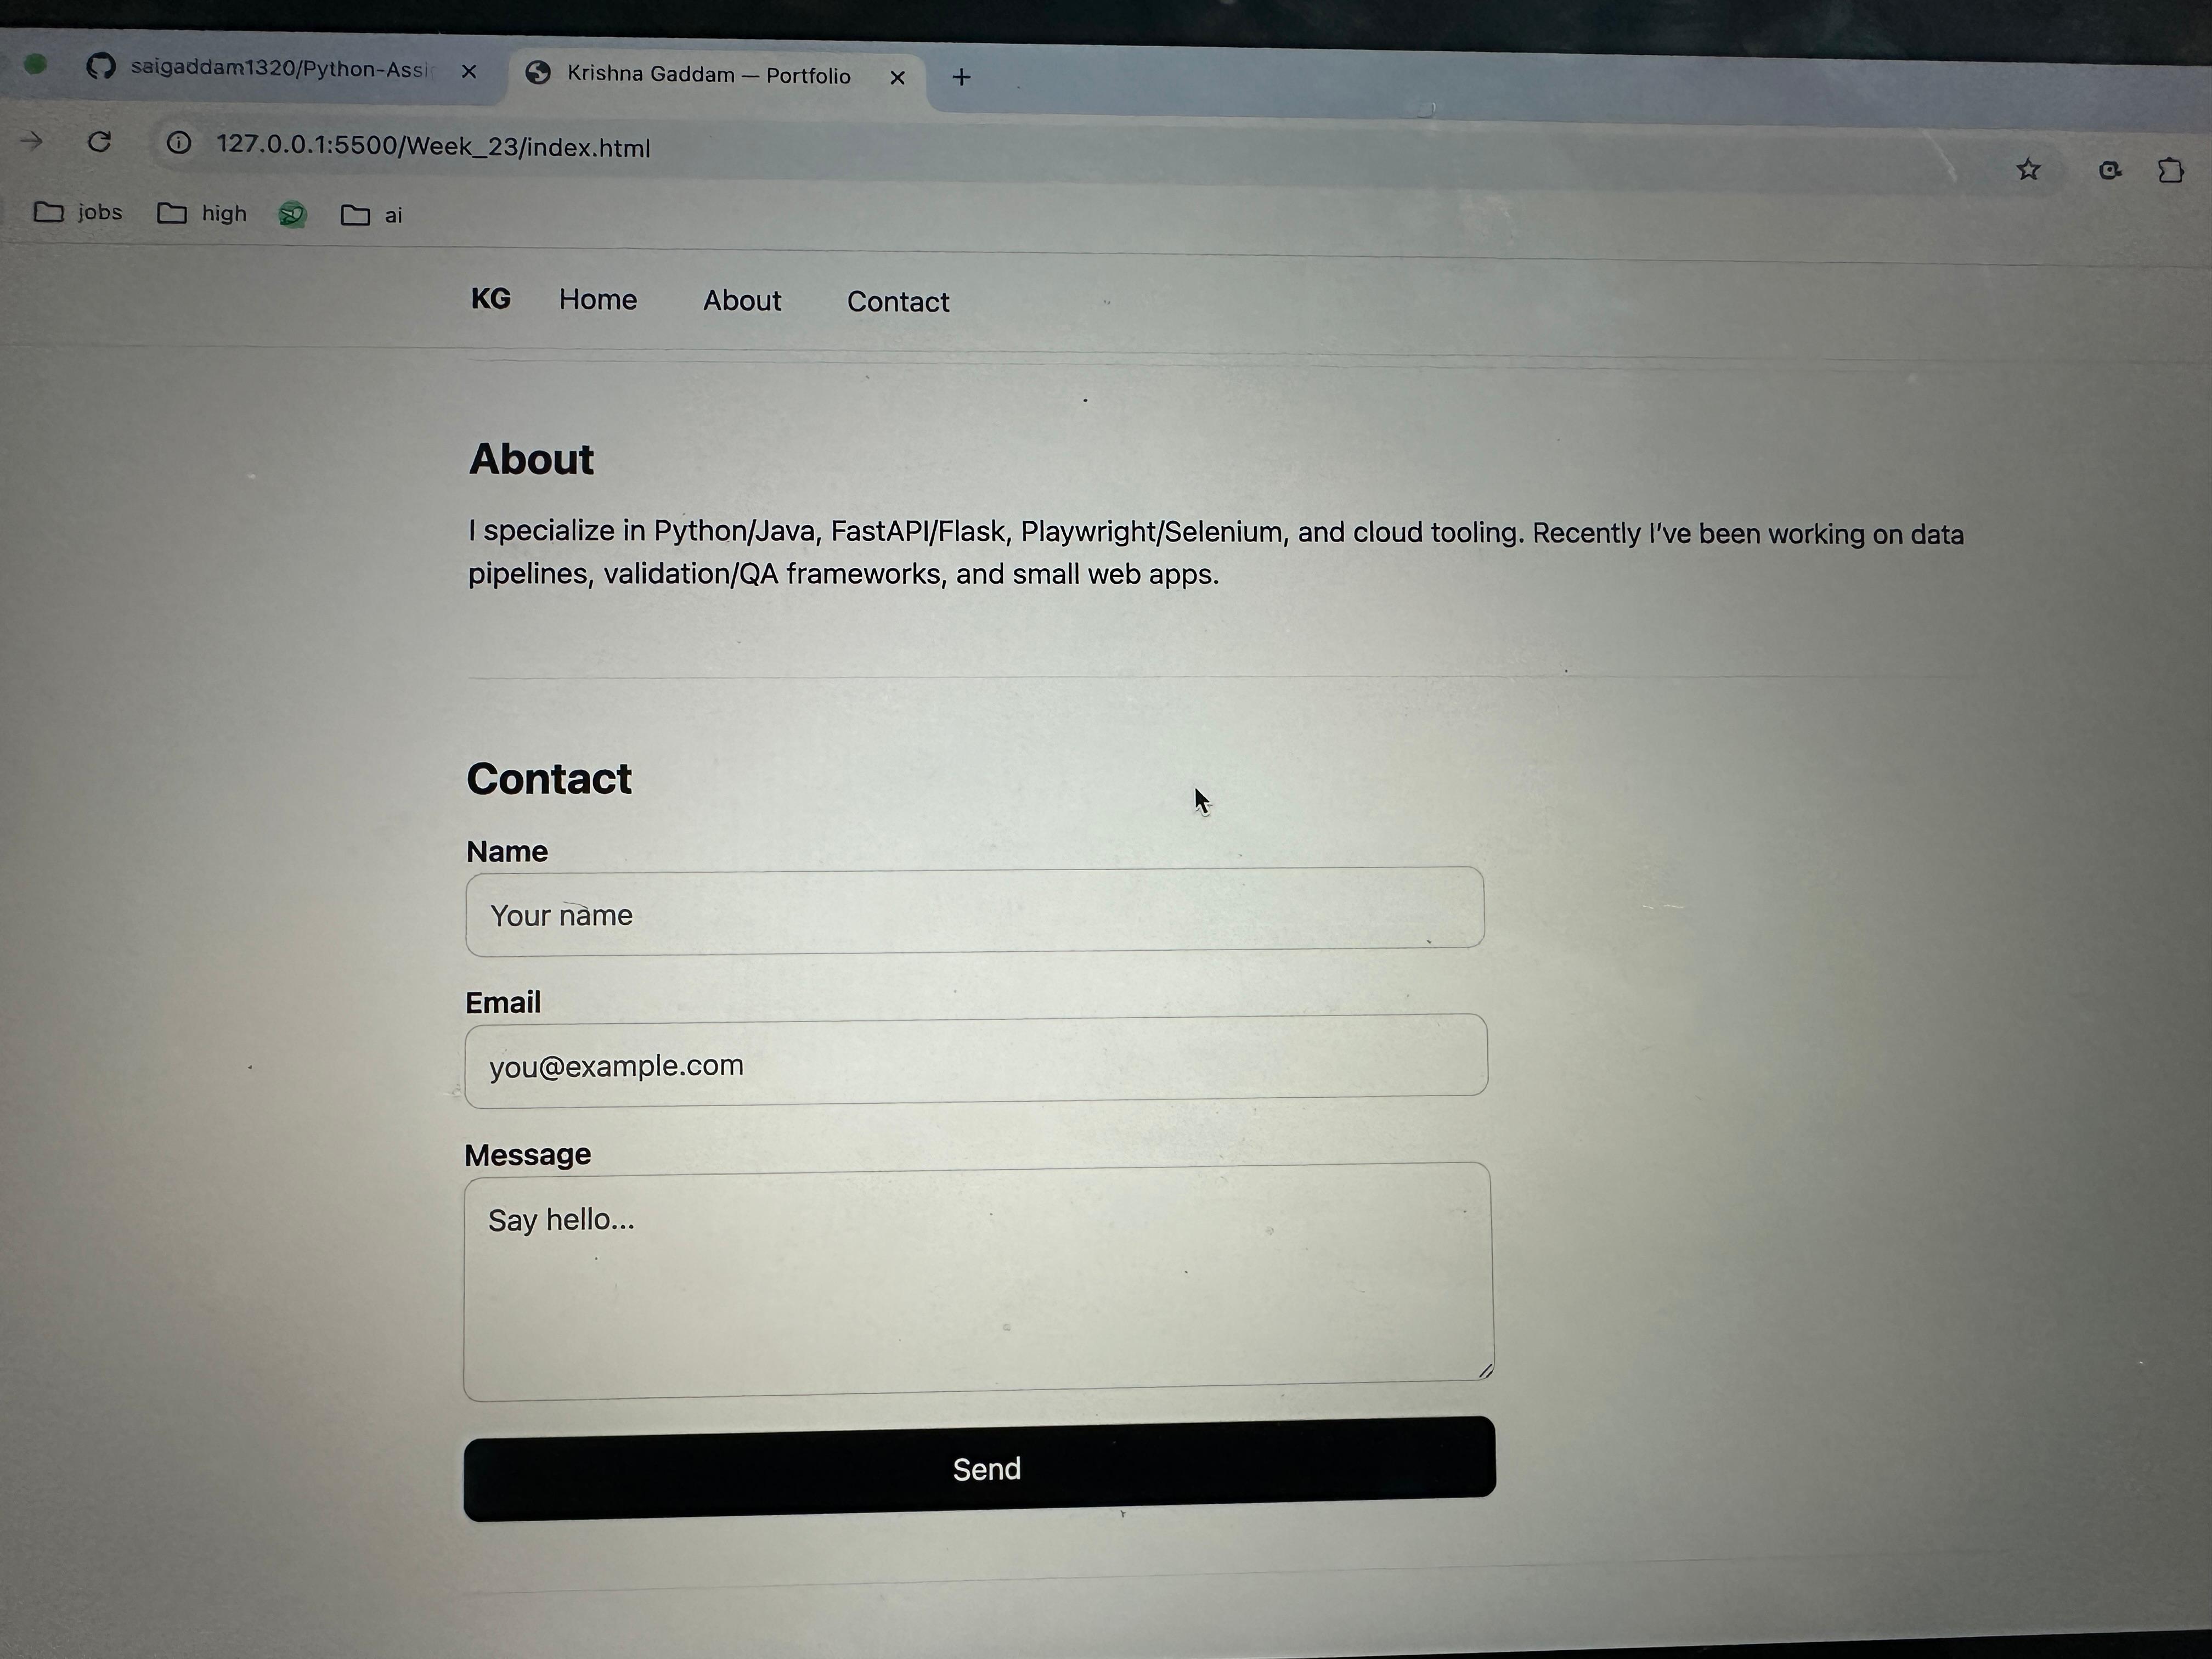 saigaddam1320/Python-Assi
Krishna Gaddam — Portfolio
127.0.0.1:5500/Week_23/index.html
jobs high ai
KG Home About Contact
About
I specialize in Python/Java, FastAPI/Flask, Playwright/Selenium, and cloud tooling. Recently I've been working on data
pipelines, validation/QA frameworks, and small web apps.
Contact
Name
Your name
Email
you@example.com
Message
Say hello...
Send